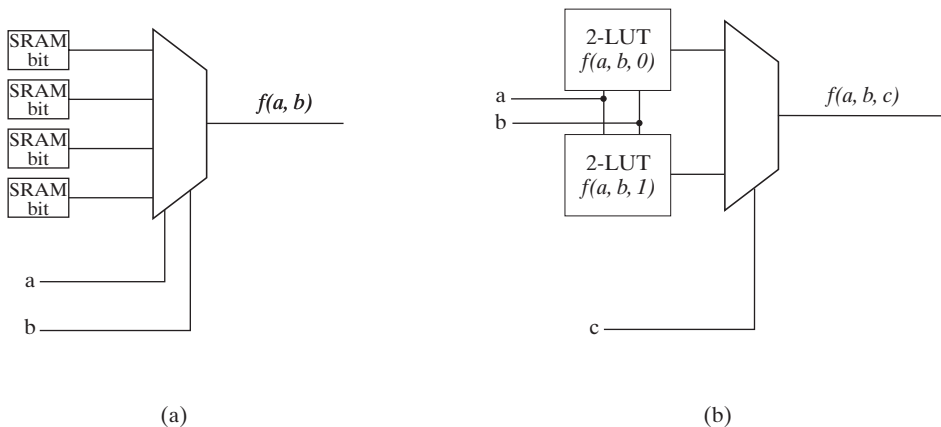 SRAM
bit
SRAM
bit
SRAM
bit
SRAM
bit
f(a, b)
a
b
(a)
2-LUT
f(a, b, 0)
a
b
2-LUT
f(a, b, 1)
f(a, b, c)
c
(b)